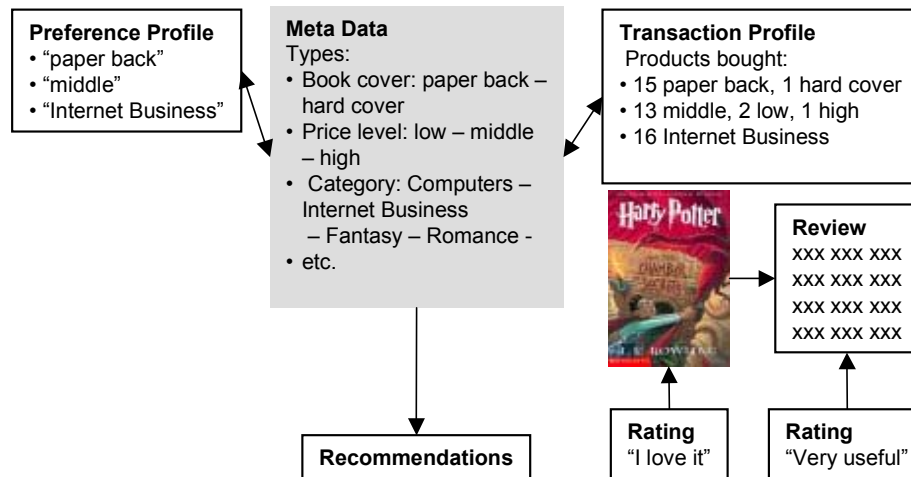 Preference Profile
• “paper back”
• “middle”
• “Internet Business”
Meta Data
Types:
• Book cover: paper back –
hard cover
• Price level: low – middle
– high
• Category: Computers –
Internet Business
– Fantasy – Romance -
• etc.
Transaction Profile
Products bought:
• 15 paper back, 1 hard cover
• 13 middle, 2 low, 1 high
• 16 Internet Business
Harry Potter
CHAMBER
SECRETS
ROWLING
Review
xxx xxx xxx
xxx xxx xxx
xxx xxx xxx
xxx xxx xxx
Recommendations
Rating
“I love it”
Rating
“Very useful”